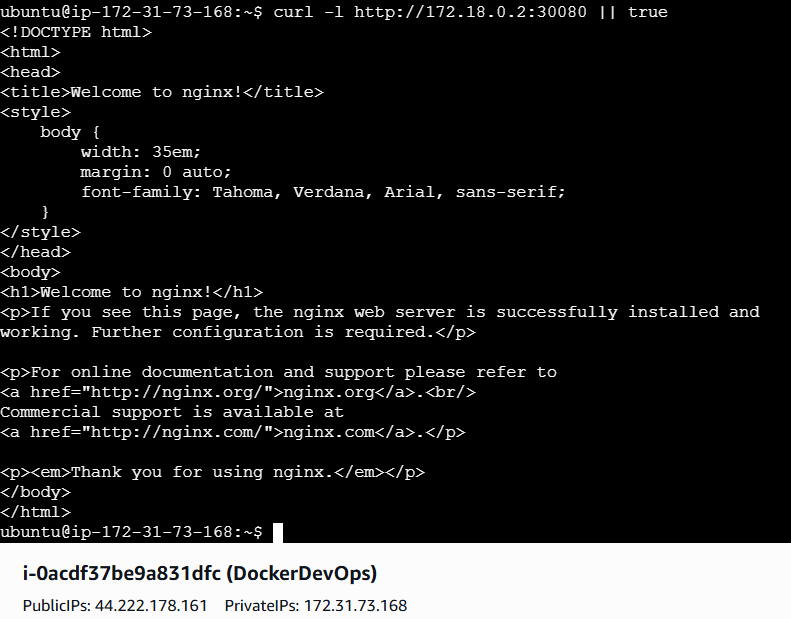 ubuntu@ip-172-31-73-168:~$ curl -l http://172.18.0.2:30080 || true
<!DOCTYPE html>
<html>
<head>
<title>Welcome to nginx!</title>
<style>
    body {
        width: 35em;
        margin: 0 auto;
        font-family: Tahoma, Verdana, Arial, sans-serif;
    }
</style>
</head>
<body>
<h1>Welcome to nginx!</h1>
<p>If you see this page, the nginx web server is successfully installed and
working. Further configuration is required.</p>

<p>For online documentation and support please refer to
<a href="http://nginx.org/">nginx.org</a>.<br/>
Commercial support is available at
<a href="http://nginx.com/">nginx.com</a>.</p>

<p><em>Thank you for using nginx.</em></p>
</body>
</html>
ubuntu@ip-172-31-73-168:~$
i-0acdf37be9a831dfc (DockerDevOps)
PublicIPs: 44.222.178.161    PrivateIPs: 172.31.73.168